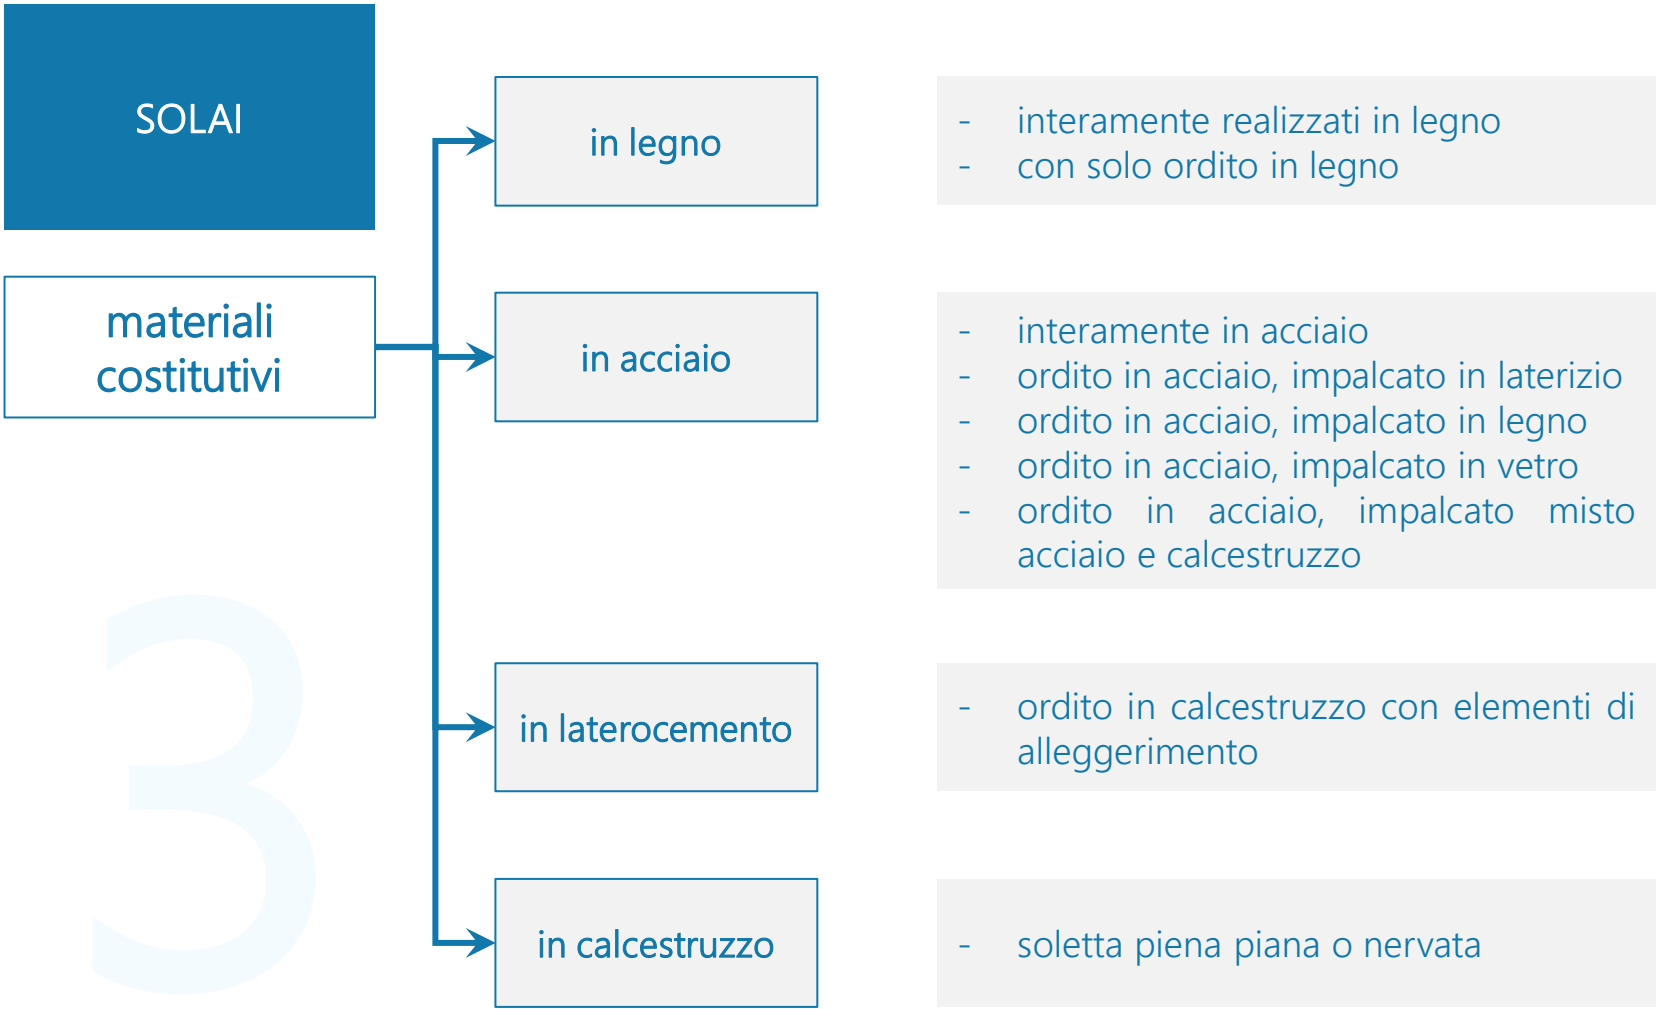 SOLAI
materiali
costitutivi
3
in legno
- interamente realizzati in legno
- con solo ordito in legno
in acciaio
- interamente in acciaio
- ordito in acciaio, impalcato in laterizio
- ordito in acciaio, impalcato in legno
- ordito in acciaio, impalcato in vetro
- ordito in acciaio, impalcato misto
acciaio e calcestruzzo
in laterocemento
- ordito in calcestruzzo con elementi di
alleggerimento
in calcestruzzo
- soletta piena piana o nervata